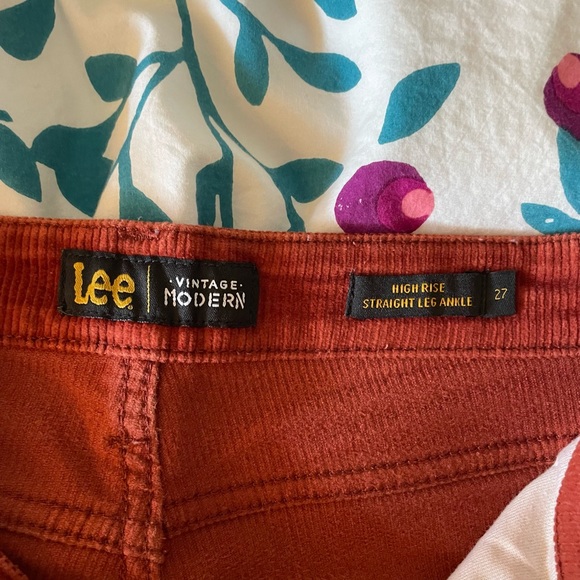 Lee
·VINTAGE·
MODERN
HIGH RISE
STRAIGHT LEG ANKLE
27